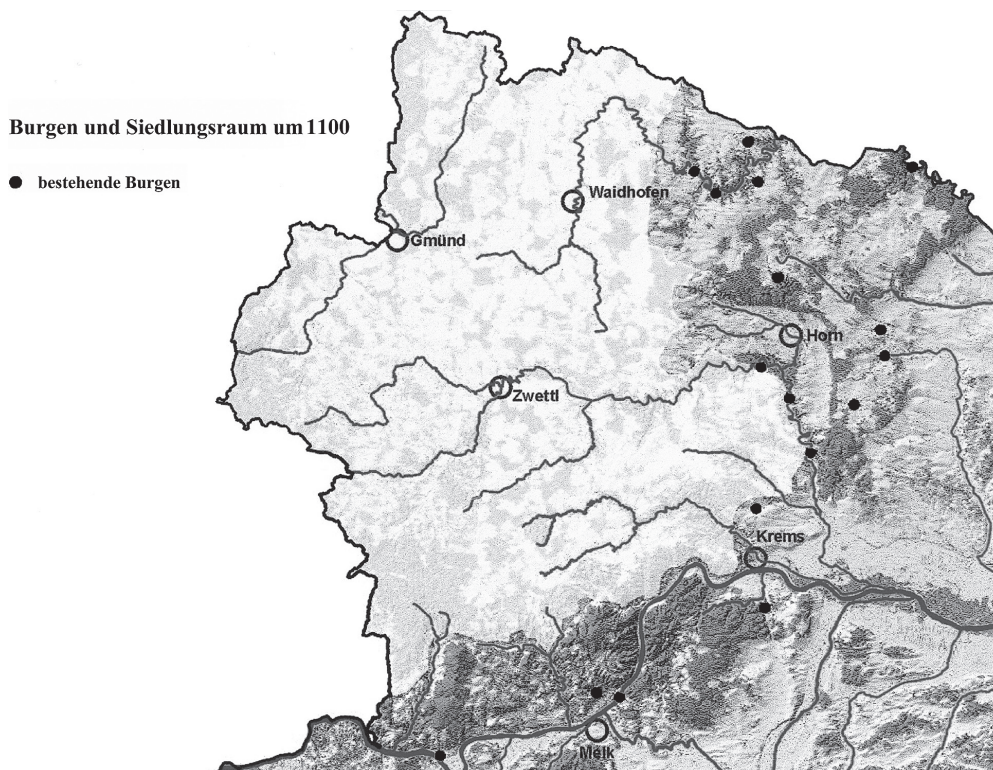 Burgen und Siedlungsraum um 1100
bestehende Burgen
Waidhofen
Gmünd
Horn
Zwettl
Krems
Melk